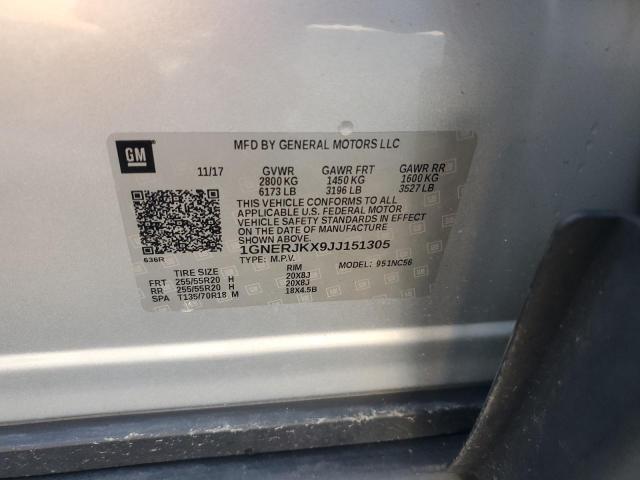 GM
MFD BY GENERAL MOTORS LLC
11/17 GVWR GAWR FRT GAWR RR
2800 KG 1450 KG 1600 KG
6173 LB 3196 LB 3527 LB
THIS VEHICLE CONFORMS TO ALL
APPLICABLE U.S. FEDERAL MOTOR
VEHICLE SAFETY STANDARDS IN EFFECT
ON THE DATE OF MANUFACTURE
SHOWN ABOVE.
1GNERJKX9JJ151305
636R TYPE: M.P.V. MODEL: 951NC56
TIRE SIZE RIM
FRT 255/55R20 H 20X8J
RR 255/55R20 H 20X8J
SPA T135/70R18 M 18X4.5B